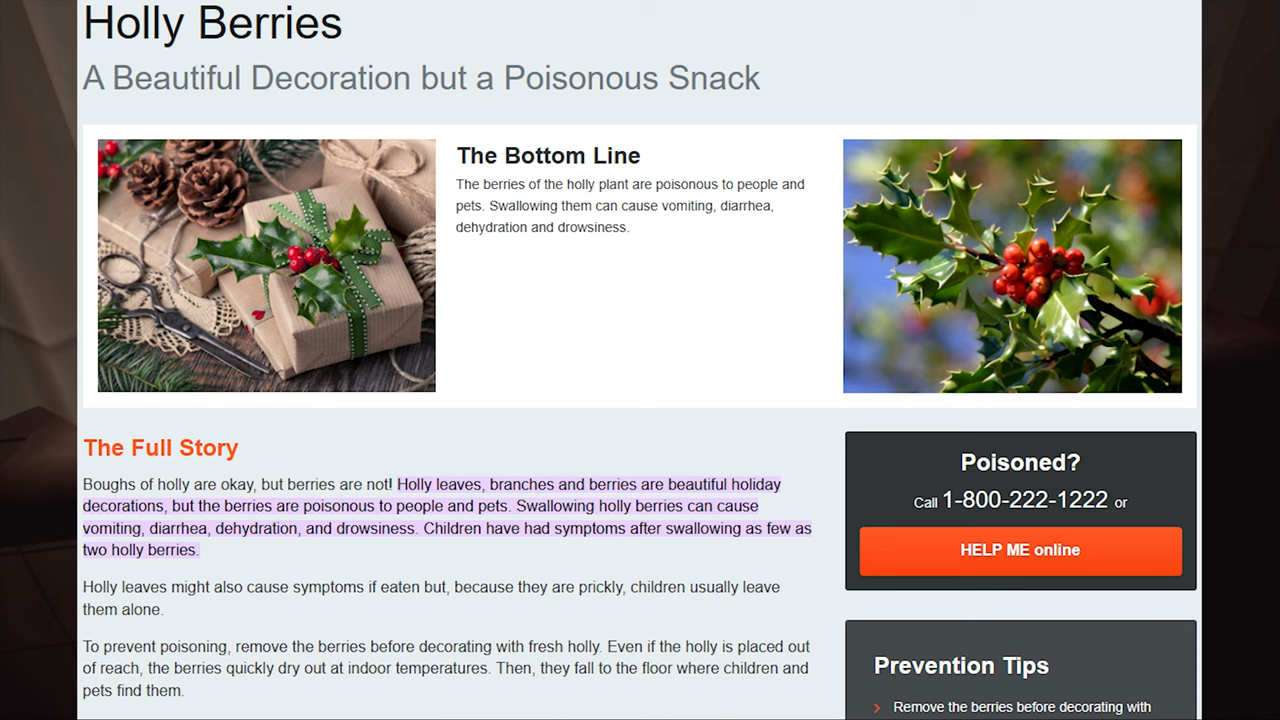 Holly Berries
A Beautiful Decoration but a Poisonous Snack
The Bottom Line
The berries of the holly plant are poisonous to people and
pets. Swallowing them can cause vomiting, diarrhea,
dehydration and drowsiness.
The Full Story
Boughs of holly are okay, but berries are not! Holly leaves, branches and berries are beautiful holiday
decorations, but the berries are poisonous to people and pets. Swallowing holly berries can cause
vomiting, diarrhea, dehydration, and drowsiness. Children have had symptoms after swallowing as few as
two holly berries.
Holly leaves might also cause symptoms if eaten but, because they are prickly, children usually leave
them alone.
To prevent poisoning, remove the berries before decorating with fresh holly. Even if the holly is placed out
of reach, the berries quickly dry out at indoor temperatures. Then, they fall to the floor where children and
pets find them.
Poisoned?
Call 1-800-222-1222 or
HELP ME online
Prevention Tips
Remove the berries before decorating with